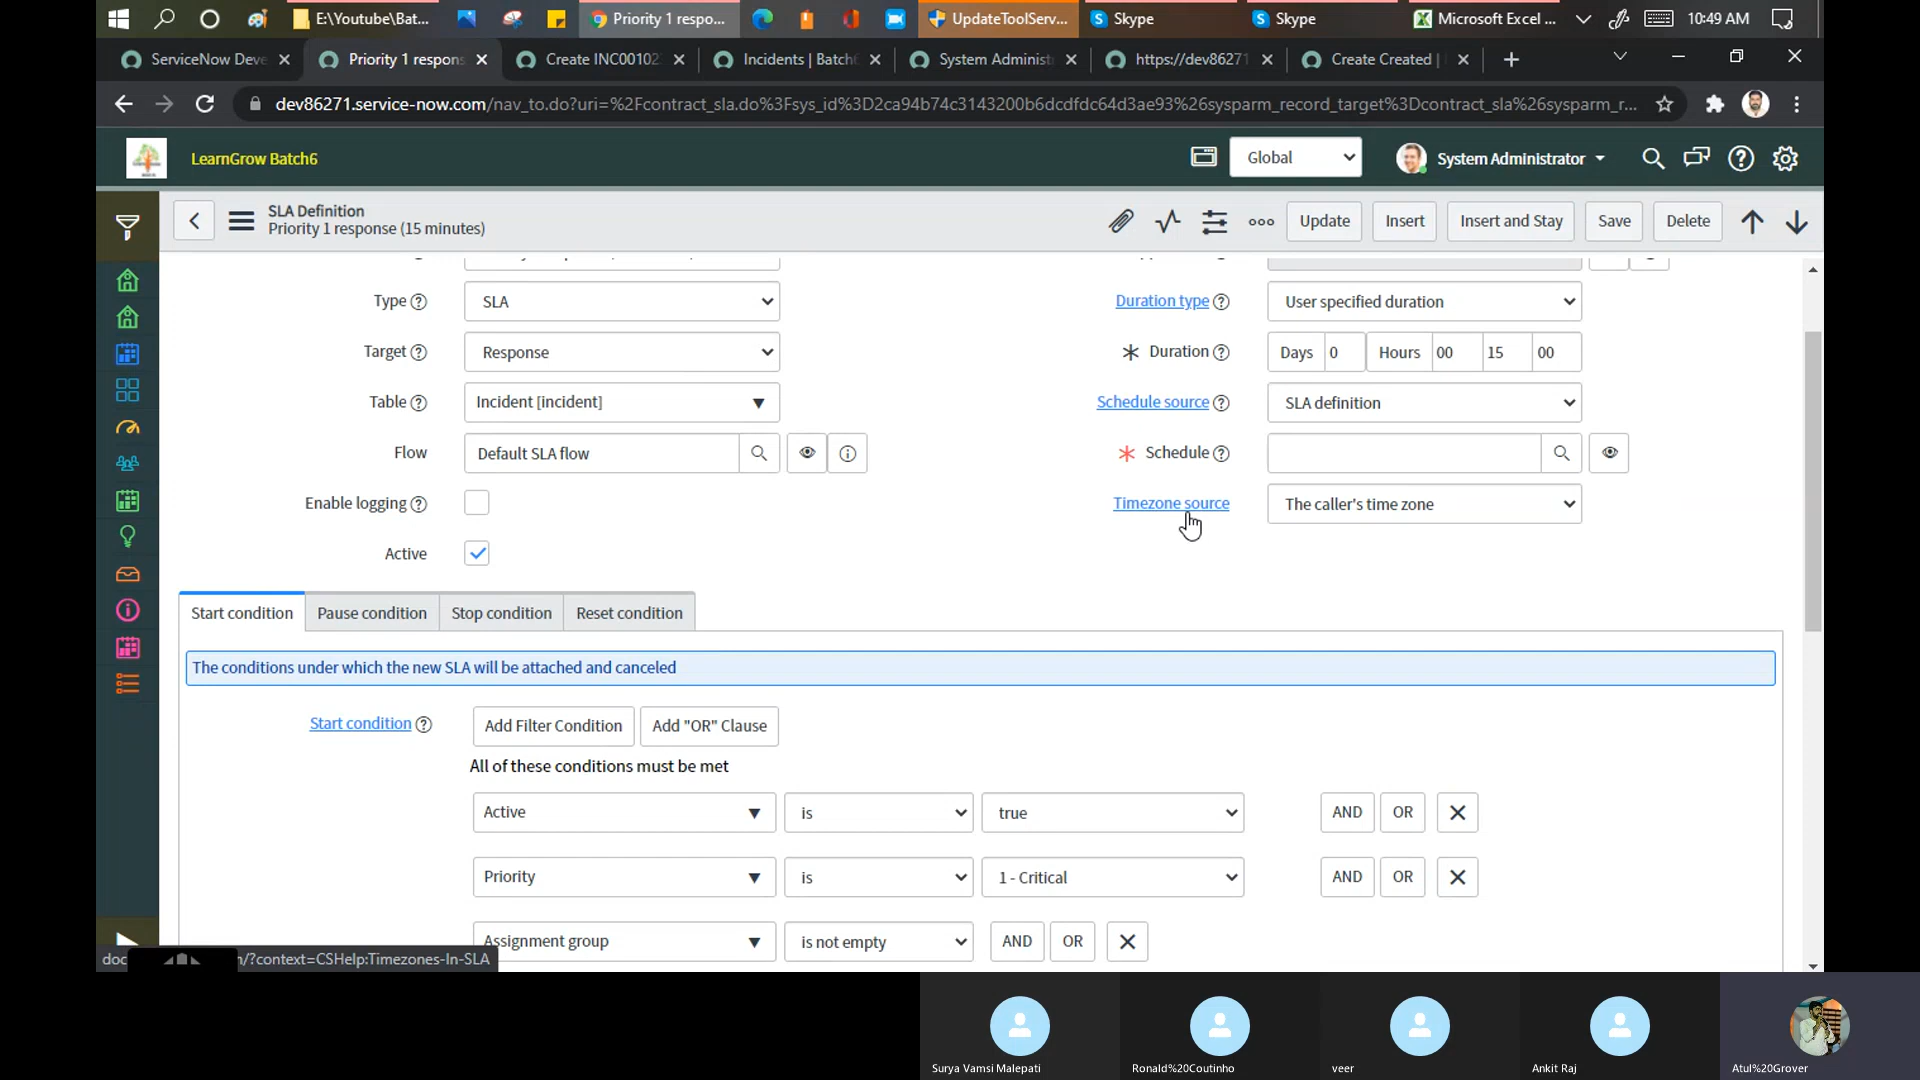 E:\Youtube\Bat...
Priority 1 respo...
UpdateToolServ...
Skype
Skype
Microsoft Excel ...
10:49 AM
ServiceNow Deve
Priority 1 respon
Create INC00102
Incidents | Batch
System Administ
https://dev86271
Create Created |
dev86271.service-now.com/nav_to.do?uri=%2Fcontract_sla.do%3Fsys_id%3D2ca94b74c3143200b6dcdfdc64d3ae93%26sysparm_record_target%3Dcontract_sla%26sysparm_r...
LearnGrow Batch6
Global
System Administrator
SLA Definition
Priority 1 response (15 minutes)
Update
Insert
Insert and Stay
Save
Delete
Type
SLA
Duration type
User specified duration
Target
Response
Duration
Days 0 Hours 00 15 00
Table
Incident [incident]
Schedule source
SLA definition
Flow
Default SLA flow
Schedule
Enable logging
Timezone source
The caller's time zone
Active
Start condition
Pause condition
Stop condition
Reset condition
The conditions under which the new SLA will be attached and canceled
Start condition
Add Filter Condition
Add "OR" Clause
All of these conditions must be met
Active is true AND OR
Priority is 1 - Critical AND OR
Assignment group is not empty AND OR
doc
n/?context=CSHelp:Timezones-In-SLA
Surya Vamsi Malepati
Ronald%20Coutinho
veer
Ankit Raj
Atul%20Grover